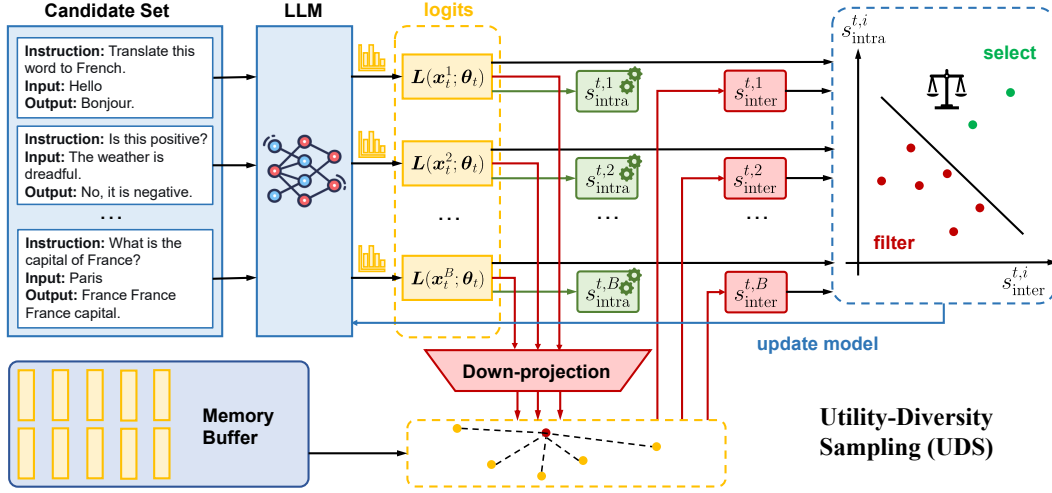 Candidate Set
LLM
logits
Instruction: Translate this
word to French.
Input: Hello
Output: Bonjour.
Instruction: Is this positive?
Input: The weather is
dreadful.
Output: No, it is negative.
...
Instruction: What is the
capital of France?
Input: Paris
Output: France France
France capital.
L(x_t^1; θ_t)
L(x_t^2; θ_t)
...
L(x_t^B; θ_t)
s_intra^{t,1}
s_intra^{t,2}
...
s_intra^{t,B}
s_inter^{t,1}
s_inter^{t,2}
...
s_inter^{t,B}
s_intra^{t,i}
select
filter
s_inter^{t,i}
update model
Down-projection
Memory
Buffer
Utility-Diversity
Sampling (UDS)